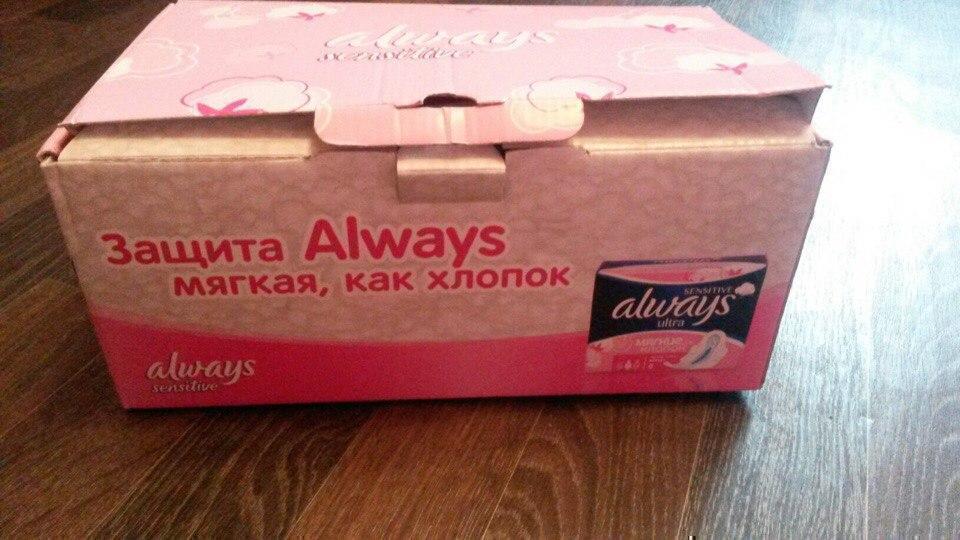 always
sensitive
Защита Always
мягкая, как хлопок
always
sensitive
SENSITIVE
always
ultra
мягкие